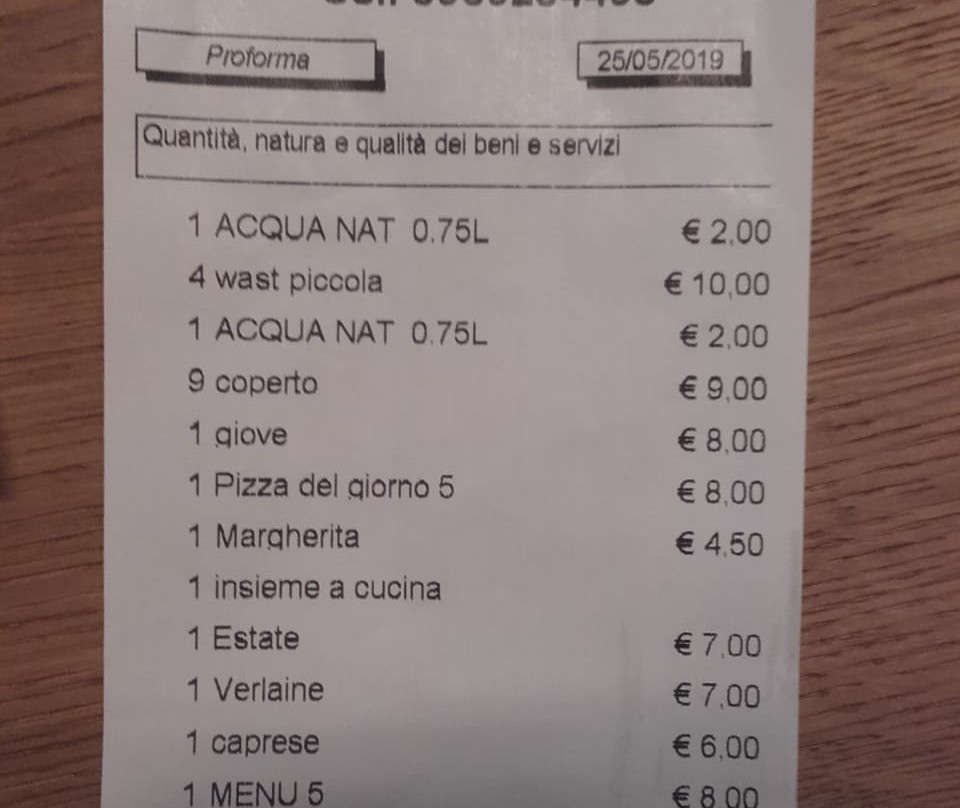 Proforma
25/05/2019
Quantità, natura e qualità dei beni e servizi
1 ACQUA NAT 0.75L € 2,00
4 wast piccola € 10,00
1 ACQUA NAT 0.75L € 2,00
9 coperto € 9,00
1 giove € 8,00
1 Pizza del giorno 5 € 8,00
1 Margherita € 4,50
1 insieme a cucina
1 Estate € 7,00
1 Verlaine € 7,00
1 caprese € 6,00
1 MENU 5 € 8,00